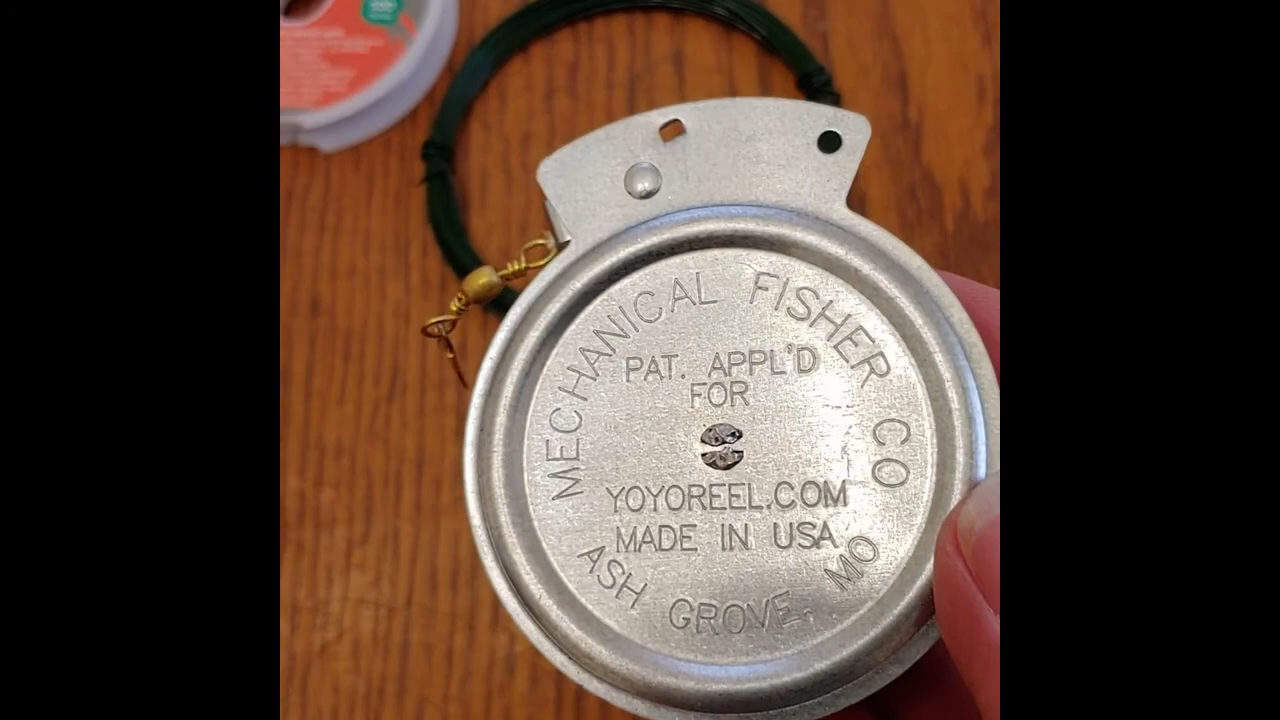 MECHANICAL FISHER CO
PAT. APPL'D
FOR
YOYOREEL.COM
MADE IN USA
ASH GROVE, MO